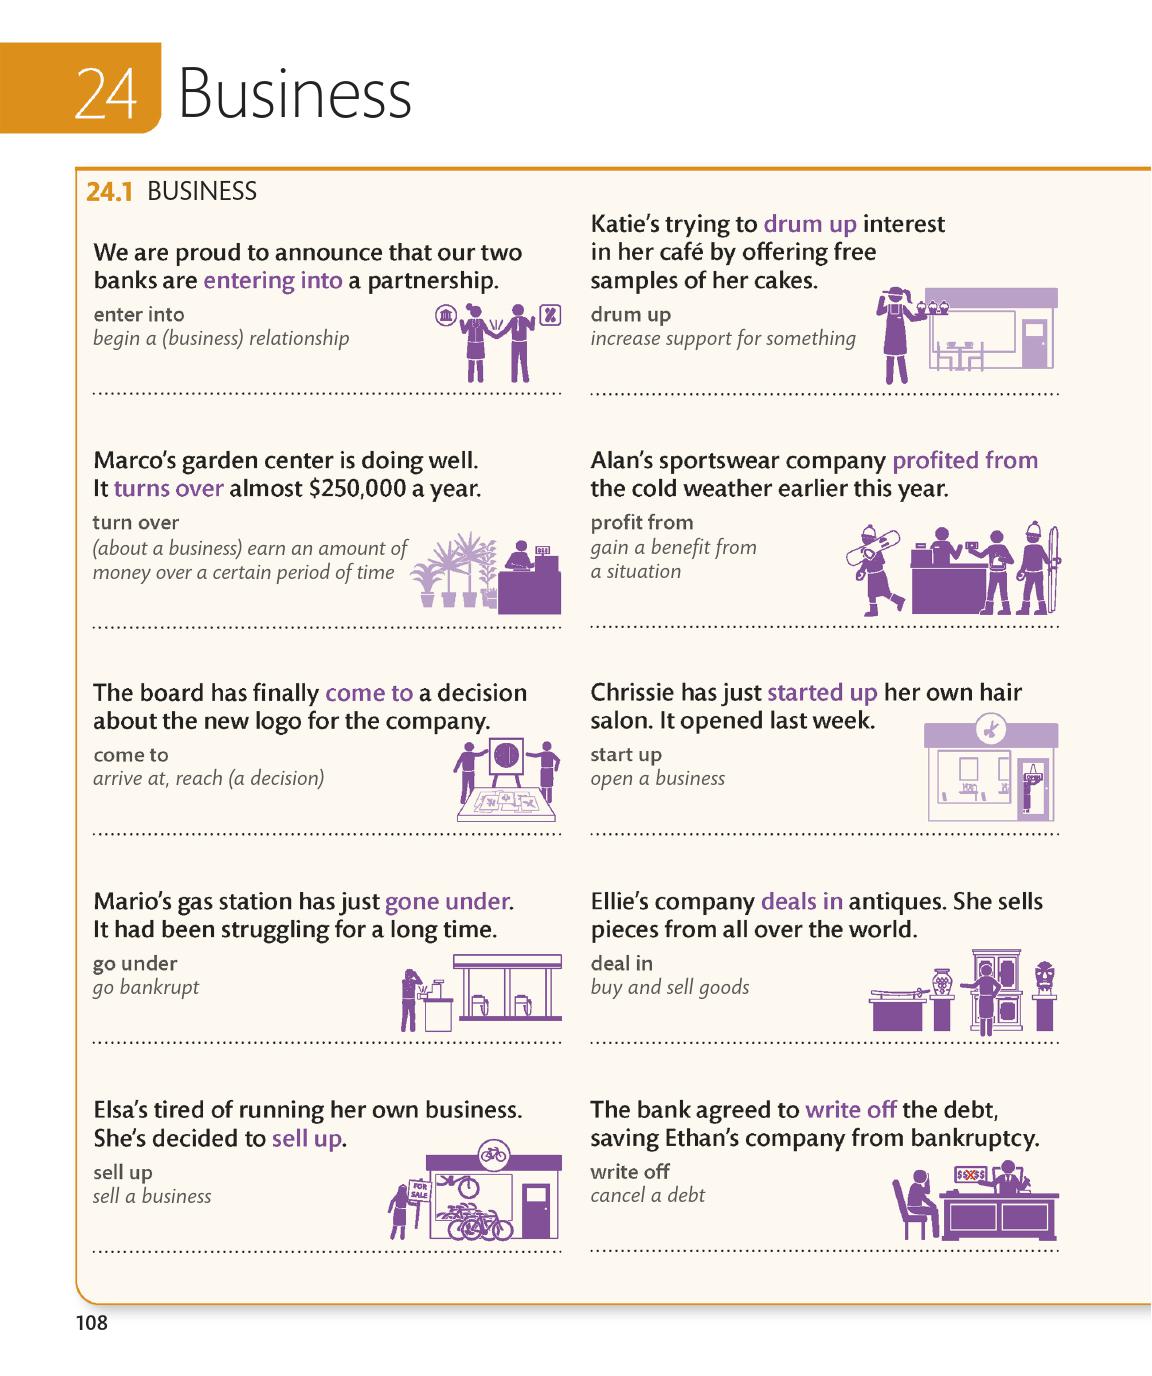 24 Business
24.1 BUSINESS
We are proud to announce that our two
banks are entering into a partnership.
enter into
begin a (business) relationship
%
Katie's trying to drum up interest
in her café by offering free
samples of her cakes.
drum up
increase support for something
Marco's garden center is doing well.
It turns over almost $250,000 a year.
turn over
(about a business) earn an amount of
money over a certain period of time
Alan's sportswear company profited from
the cold weather earlier this year.
profit from
gain a benefit from
a situation
The board has finally come to a decision
about the new logo for the company.
come to
arrive at, reach (a decision)
Chrissie has just started up her own hair
salon. It opened last week.
start up
open a business
OPEN
Mario's gas station has just gone under.
It had been struggling for a long time.
go under
go bankrupt
Ellie's company deals in antiques. She sells
pieces from all over the world.
deal in
buy and sell goods
Elsa's tired of running her own business.
She's decided to sell up.
sell up
sell a business
FOR
SALE
The bank agreed to write off the debt,
saving Ethan's company from bankruptcy.
write off
cancel a debt
108